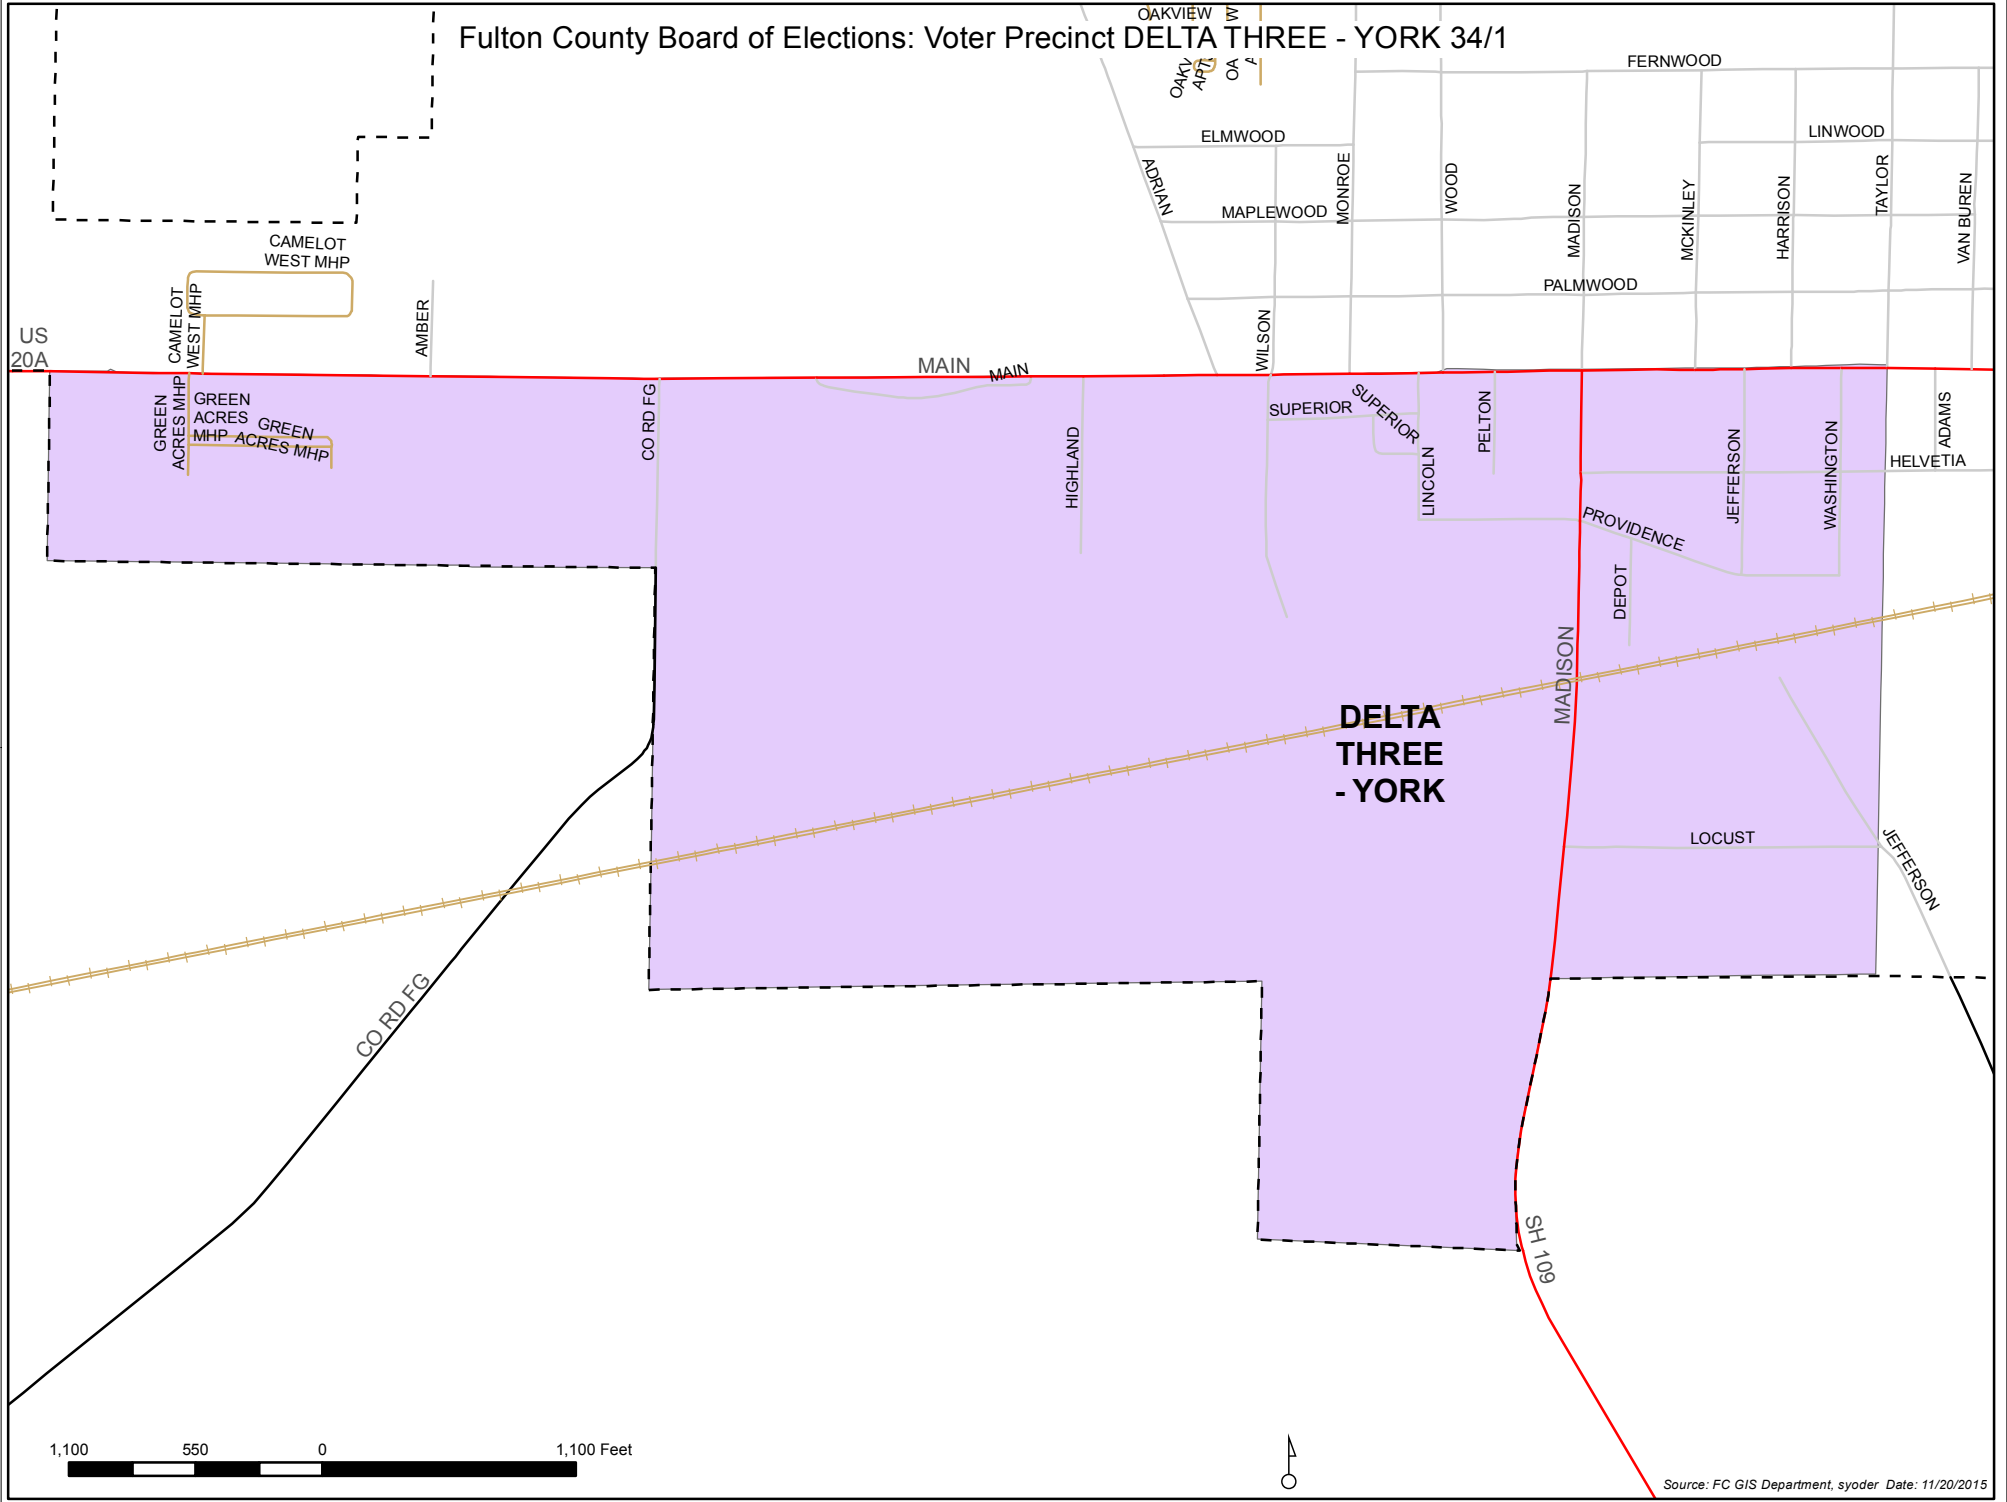 Fulton County Board of Elections: Voter Precinct DELTA THREE - YORK 34/1
OAKVIEW
OAKV
APT.
OA
W
A
FERNWOOD
ELMWOOD
LINWOOD
ADRIAN
MONROE
WOOD
MADISON
MCKINLEY
HARRISON
TAYLOR
VAN BUREN
MAPLEWOOD
CAMELOT
WEST MHP
CAMELOT
WEST MHP
AMBER
PALMWOOD
WILSON
US
20A
MAIN
MAIN
GREEN
ACRES MHP
GREEN
ACRES
MHP
GREEN
ACRES MHP
CO RD FG
HIGHLAND
SUPERIOR
SUPERIOR
LINCOLN
PELTON
JEFFERSON
WASHINGTON
ADAMS
HELVETIA
PROVIDENCE
DEPOT
MADISON
DELTA
THREE
- YORK
LOCUST
JEFFERSON
CO RD FG
SH 109
1,100
550
0
1,100 Feet
Source: FC GIS Department, syoder Date: 11/20/2015